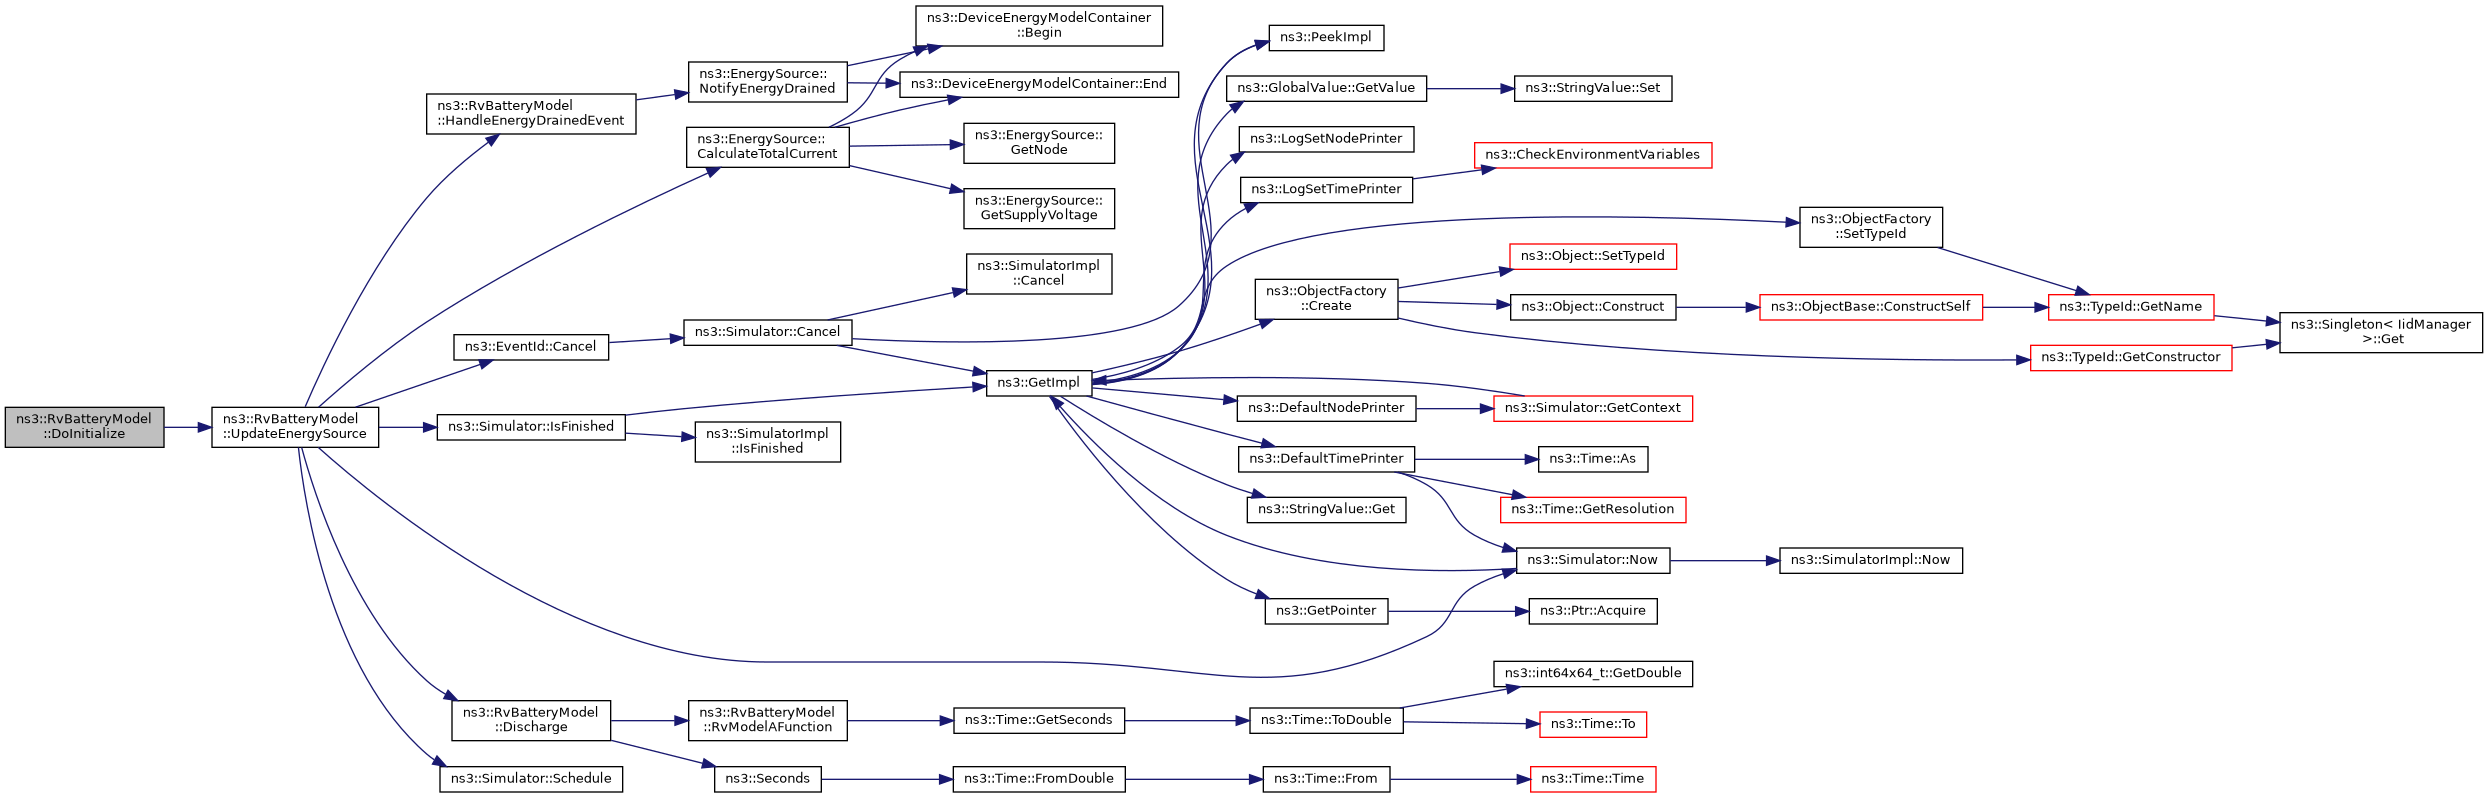 ns3::RvBatteryModel
::DoInitialize
ns3::RvBatteryModel
::UpdateEnergySource
ns3::RvBatteryModel
::HandleEnergyDrainedEvent
ns3::EnergySource::
NotifyEnergyDrained
ns3::DeviceEnergyModelContainer
::Begin
ns3::DeviceEnergyModelContainer::End
ns3::EnergySource::
CalculateTotalCurrent
ns3::EnergySource::
GetNode
ns3::EnergySource::
GetSupplyVoltage
ns3::EventId::Cancel
ns3::Simulator::Cancel
ns3::SimulatorImpl
::Cancel
ns3::GetImpl
ns3::Simulator::IsFinished
ns3::SimulatorImpl
::IsFinished
ns3::PeekImpl
ns3::GlobalValue::GetValue
ns3::StringValue::Set
ns3::LogSetNodePrinter
ns3::LogSetTimePrinter
ns3::CheckEnvironmentVariables
ns3::ObjectFactory
::SetTypeId
ns3::ObjectFactory
::Create
ns3::Object::SetTypeId
ns3::Object::Construct
ns3::ObjectBase::ConstructSelf
ns3::TypeId::GetName
ns3::TypeId::GetConstructor
ns3::Singleton< IidManager
>::Get
ns3::DefaultNodePrinter
ns3::Simulator::GetContext
ns3::DefaultTimePrinter
ns3::Time::As
ns3::Time::GetResolution
ns3::StringValue::Get
ns3::Simulator::Now
ns3::SimulatorImpl::Now
ns3::GetPointer
ns3::Ptr::Acquire
ns3::RvBatteryModel
::Discharge
ns3::RvBatteryModel
::RvModelAFunction
ns3::Time::GetSeconds
ns3::Time::ToDouble
ns3::int64x64_t::GetDouble
ns3::Time::To
ns3::Simulator::Schedule
ns3::Seconds
ns3::Time::FromDouble
ns3::Time::From
ns3::Time::Time